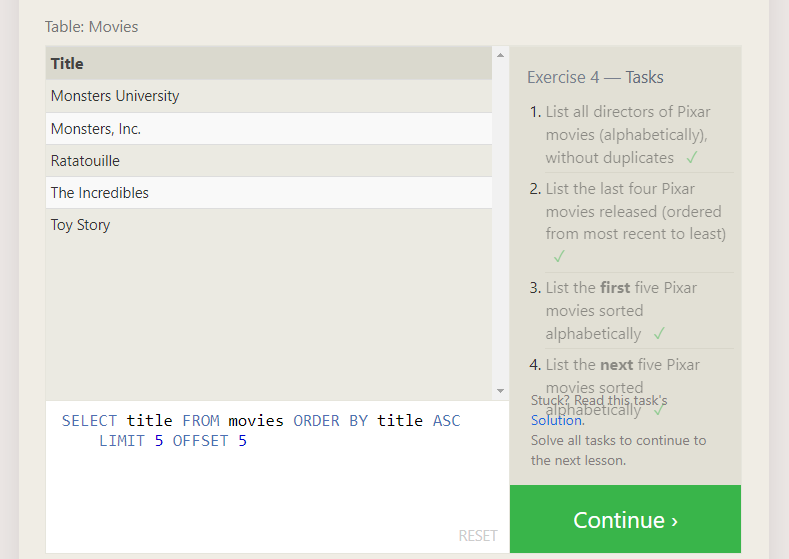 Table: Movies
Title
Monsters University
Monsters, Inc.
Ratatouille
The Incredibles
Toy Story
SELECT title FROM movies ORDER BY title ASC
LIMIT 5 OFFSET 5
RESET
Exercise 4 — Tasks
1. List all directors of Pixar
movies (alphabetically),
without duplicates ✓
2. List the last four Pixar
movies released (ordered
from most recent to least)
✓
3. List the first five Pixar
movies sorted
alphabetically ✓
4. List the next five Pixar
movies sorted
alphabetically ✓
Stuck? Read this task's
Solution.
Solve all tasks to continue to
the next lesson.
Continue ›